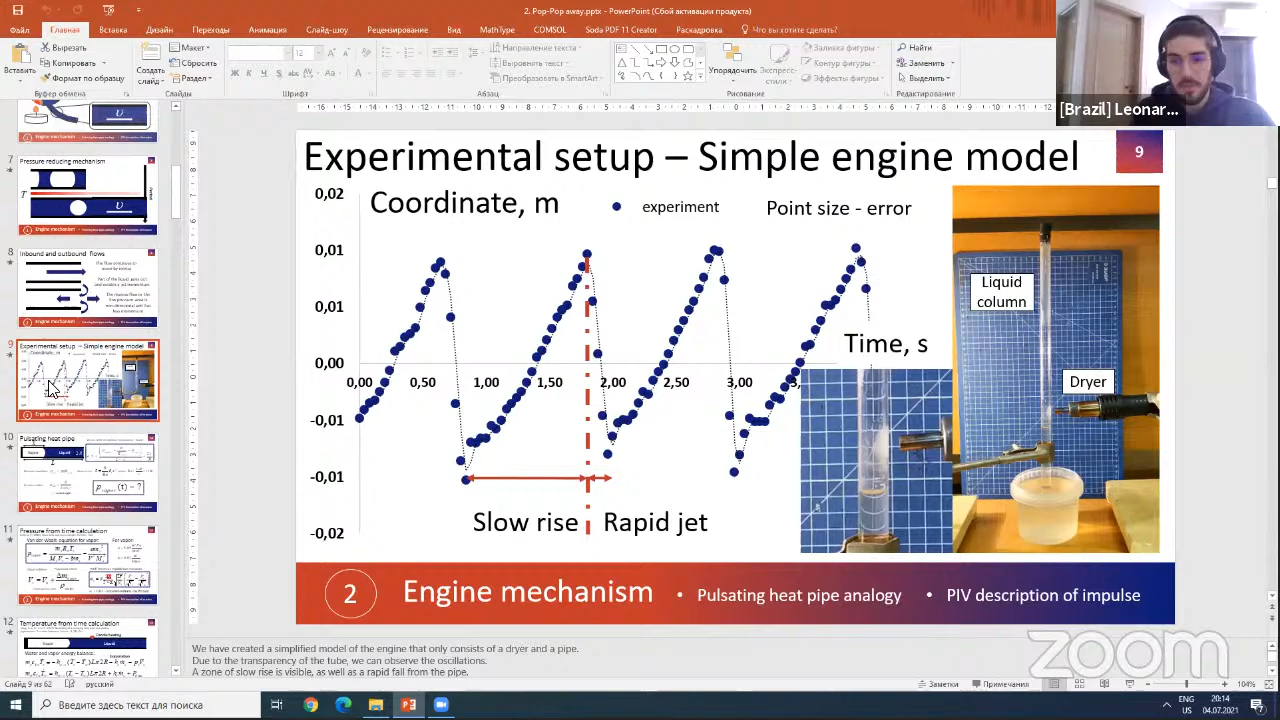 2. Pop-Pop away.pptx - PowerPoint (Сбой активации продукта)
Файл Главная Вставка Дизайн Переходы Анимация Слайд-шоу Рецензирование Вид MathType COMSOL Soda PDF 11 Creator Раскадровка Что вы хотите сделать?
Вставить
Вырезать
Копировать
Формат по образцу
Буфер обмена
Создать слайд
Макет
Сбросить
Раздел
Слайды
12
Шрифт
Абзац
Направление текста
Выровнять текст
Преобразовать в SmartArt
Упорядочить
Экспресс-стили
Заливка фигуры
Контур фигуры
Эффекты фигуры
Рисование
Найти
Заменить
Выделить
Редактирование
[Brazil] Leonar...
Engine mechanism
7
Pressure reducing mechanism
T
υ
8
Inbound and outbound flows
9
Experimental setup – Simple engine model
10
Pulsating heat pipe
11
Pressure from time calculation
12
Temperature from time calculation
Experimental setup – Simple engine model
9
Coordinate, m
experiment
Point size - error
0,02
0,01
0,01
0,00
-0,01
-0,01
-0,02
0,00 0,50 1,00 1,50 2,00 2,50 3,00 3,
Time, s
Slow rise
Rapid jet
Liquid
column
Dryer
2 Engine mechanism • Pulsating heat pipe analogy • PIV description of impulse
We have created a simplified model of the engine that only consists of a dryer and a pipe.
Due to the transparency of the tube, we can observe the oscillations.
A zone of slow rise is visible, as well as a rapid fall from the pipe.
zoom
Слайд 9 из 62 русский Заметки Примечания 104%
Введите здесь текст для поиска
ENG
US
20:14
04.07.2021